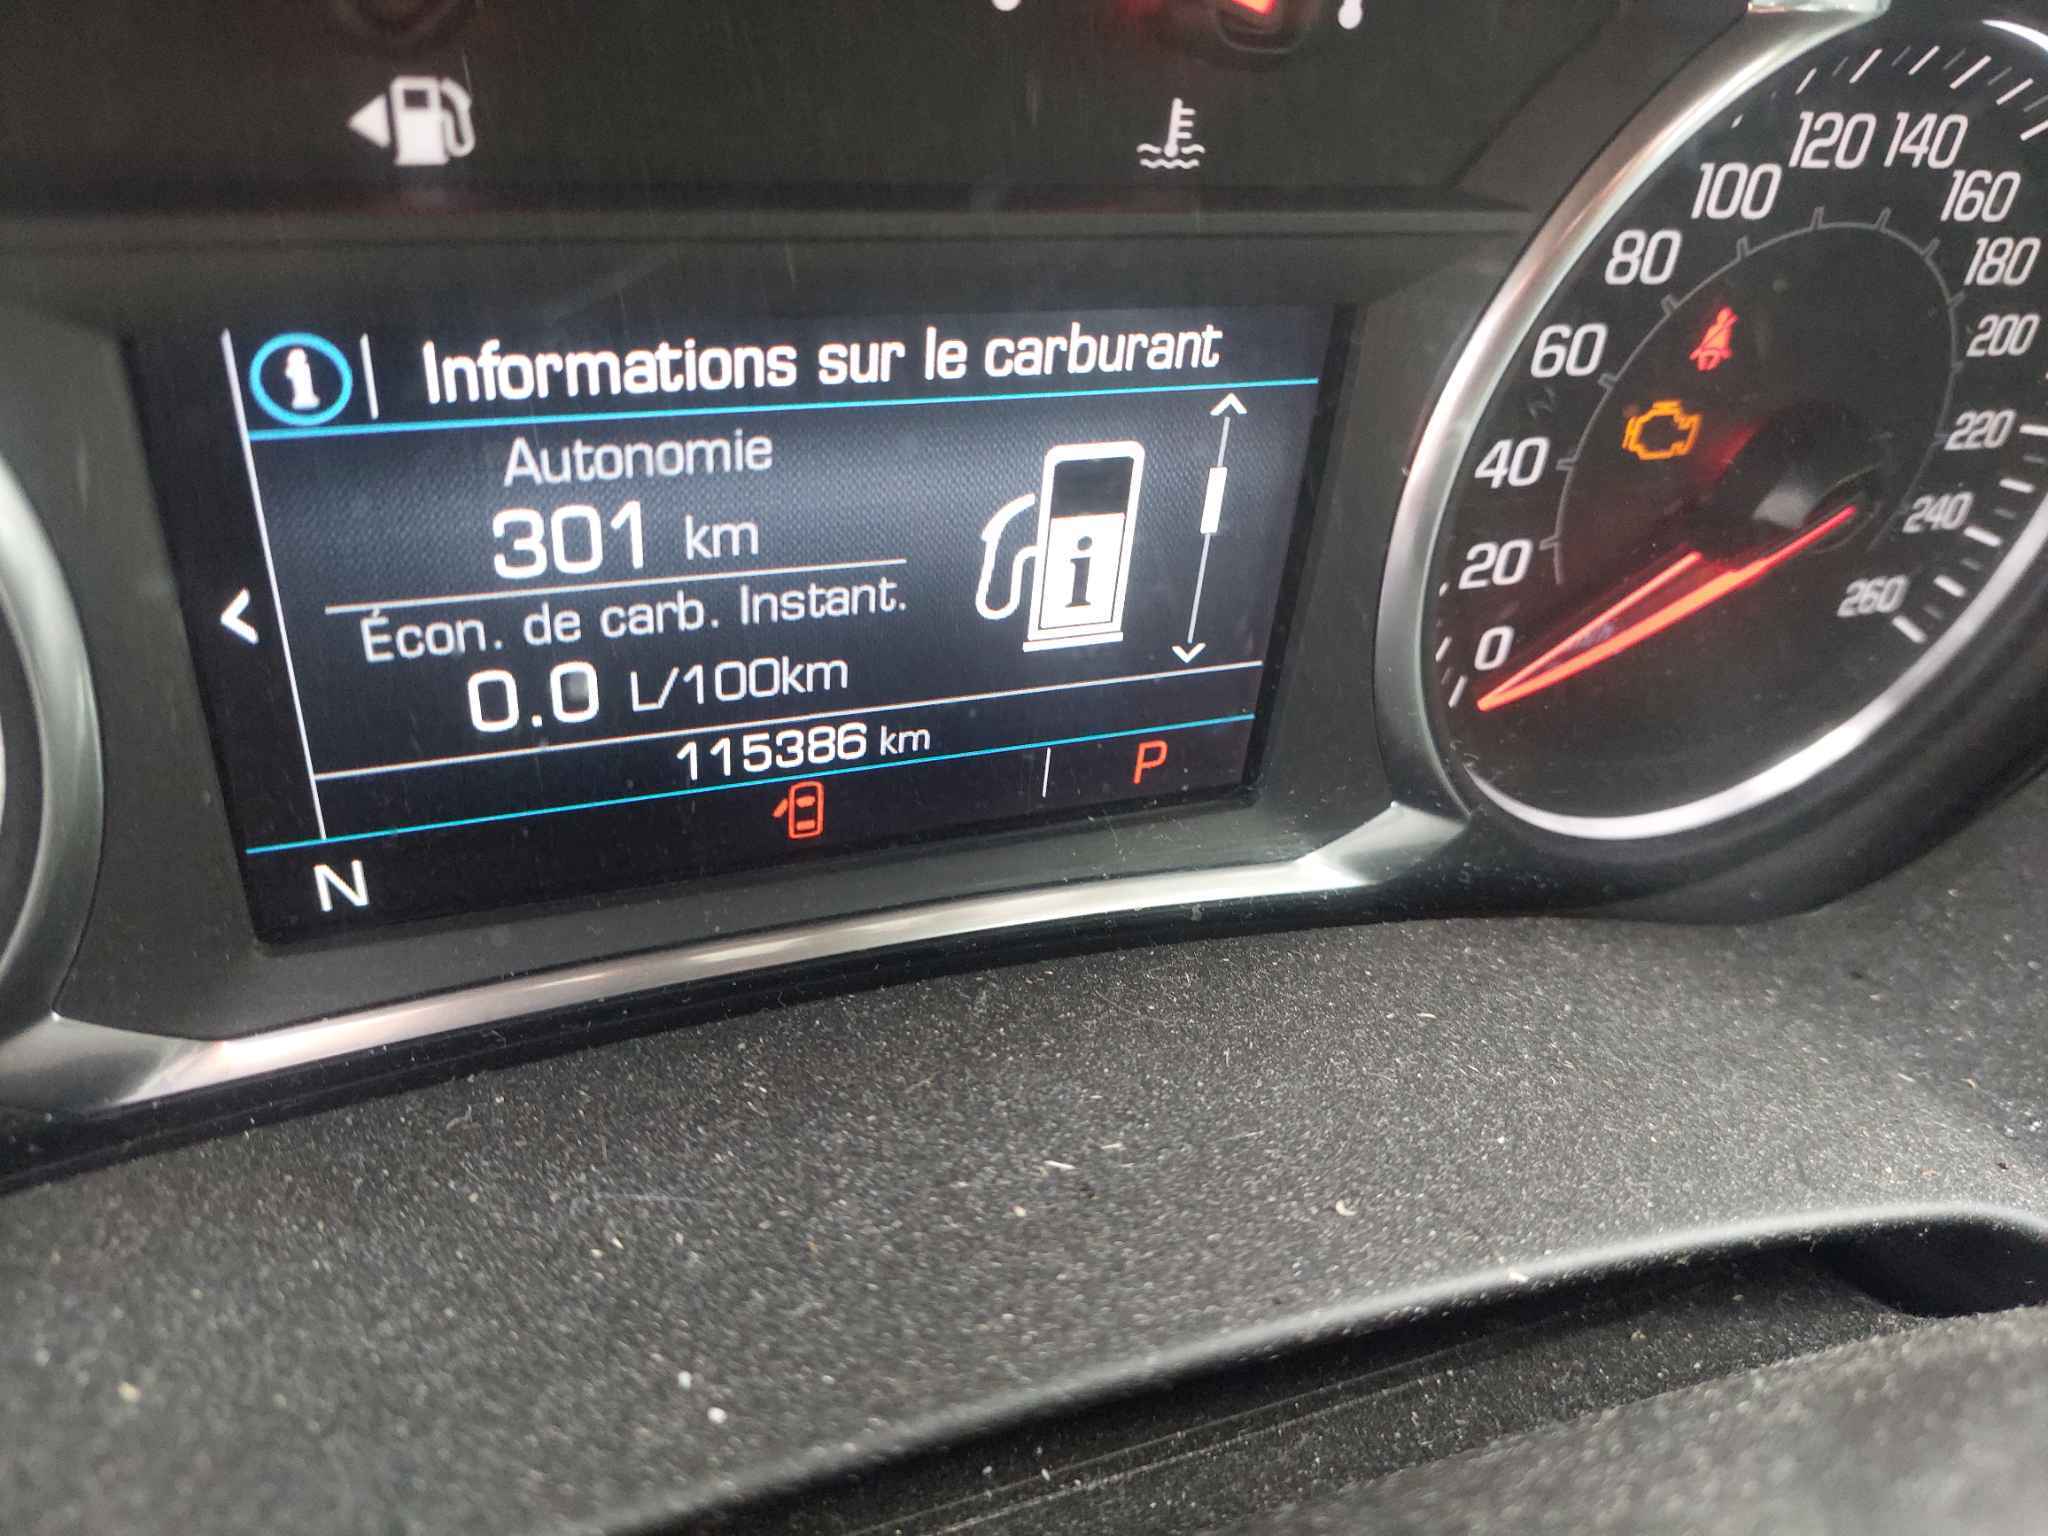 Informations sur le carburant
Autonomie
301 km
Écon. de carb. Instant.
0.0 L/100km
115386 km
P
N
0
20
40
60
80
100
120
140
160
180
200
220
240
260